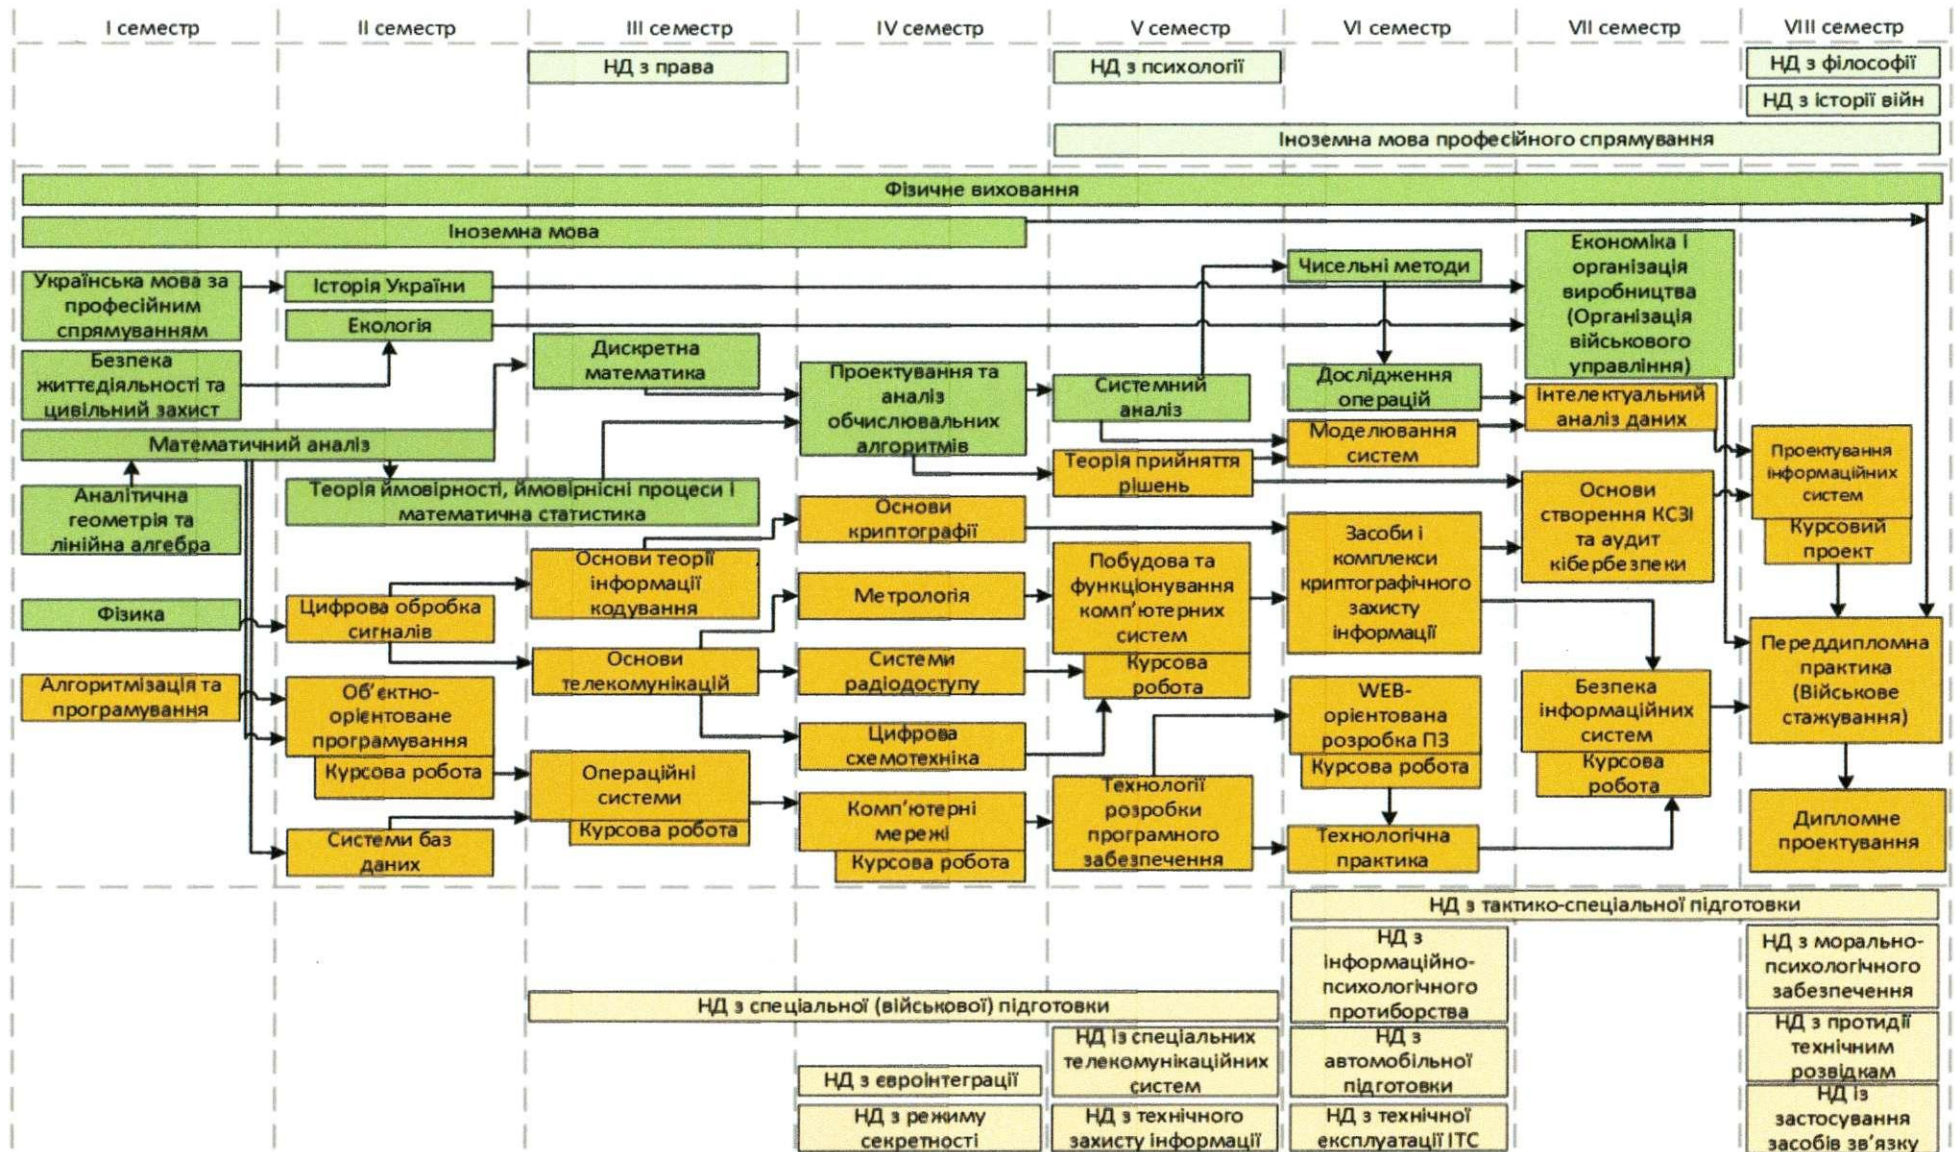 I семестр
II семестр
III семестр
IV семестр
V семестр
VI семестр
VII семестр
VIII семестр
НД з права
НД з психології
НД з філософії
НД з історії війн
Іноземна мова професійного спрямування
Фізичне виховання
Іноземна мова
Українська мова за
професійним
спрямуванням
Безпека
життєдіяльності та
цивільний захист
Математичний аналіз
Аналітична
геометрія та
лінійна алгебра
Фізика
Алгоритмізація та
програмування
Історія України
Екологія
Теорія ймовірності, ймовірнісні процеси і
математична статистика
Цифрова обробка
сигналів
Об'єктно-
орієнтоване
програмування
Курсова робота
Системи баз
даних
Дискретна
математика
Основи теорії
інформації
кодування
Основи
телекомунікацій
Операційні
системи
Курсова робота
Проектування та
аналіз
обчислювальних
алгоритмів
Основи
криптографії
Метрологія
Системи
радіодоступу
Цифрова
схемотехніка
Комп'ютерні
мережі
Курсова робота
Системний
аналіз
Теорія прийняття
рішень
Побудова та
функціонування
комп'ютерних
систем
Курсова
робота
Технології
розробки
програмного
забезпечення
Чисельні методи
Дослідження
операцій
Моделювання
систем
Засоби і
комплекси
криптографічного
захисту
інформації
WEB-
орієнтована
розробка ПЗ
Курсова робота
Технологічна
практика
Економіка і
організація
виробництва
(Організація
військового
управління)
Інтелектуальний
аналіз даних
Основи
створення КСЗІ
та аудит
кібербезпеки
Безпека
інформаційних
систем
Курсова
робота
Проектування
інформаційних
систем
Курсовий
проект
Переддипломна
практика
(Військове
стажування)
Дипломне
проектування
НД з тактико-спеціальної підготовки
НД з спеціальної (військової) підготовки
НД з євроінтеграції
НД з режиму
секретності
НД із спеціальних
телекомунікаційних
систем
НД з технічного
захисту інформації
НД з
інформаційно-
психологічного
протиборства
НД з
автомобільної
підготовки
НД з технічної
експлуатації ІТС
НД з морально-
психологічного
забезпечення
НД з протидії
технічним
розвідкам
НД із
застосування
засобів зв'язку